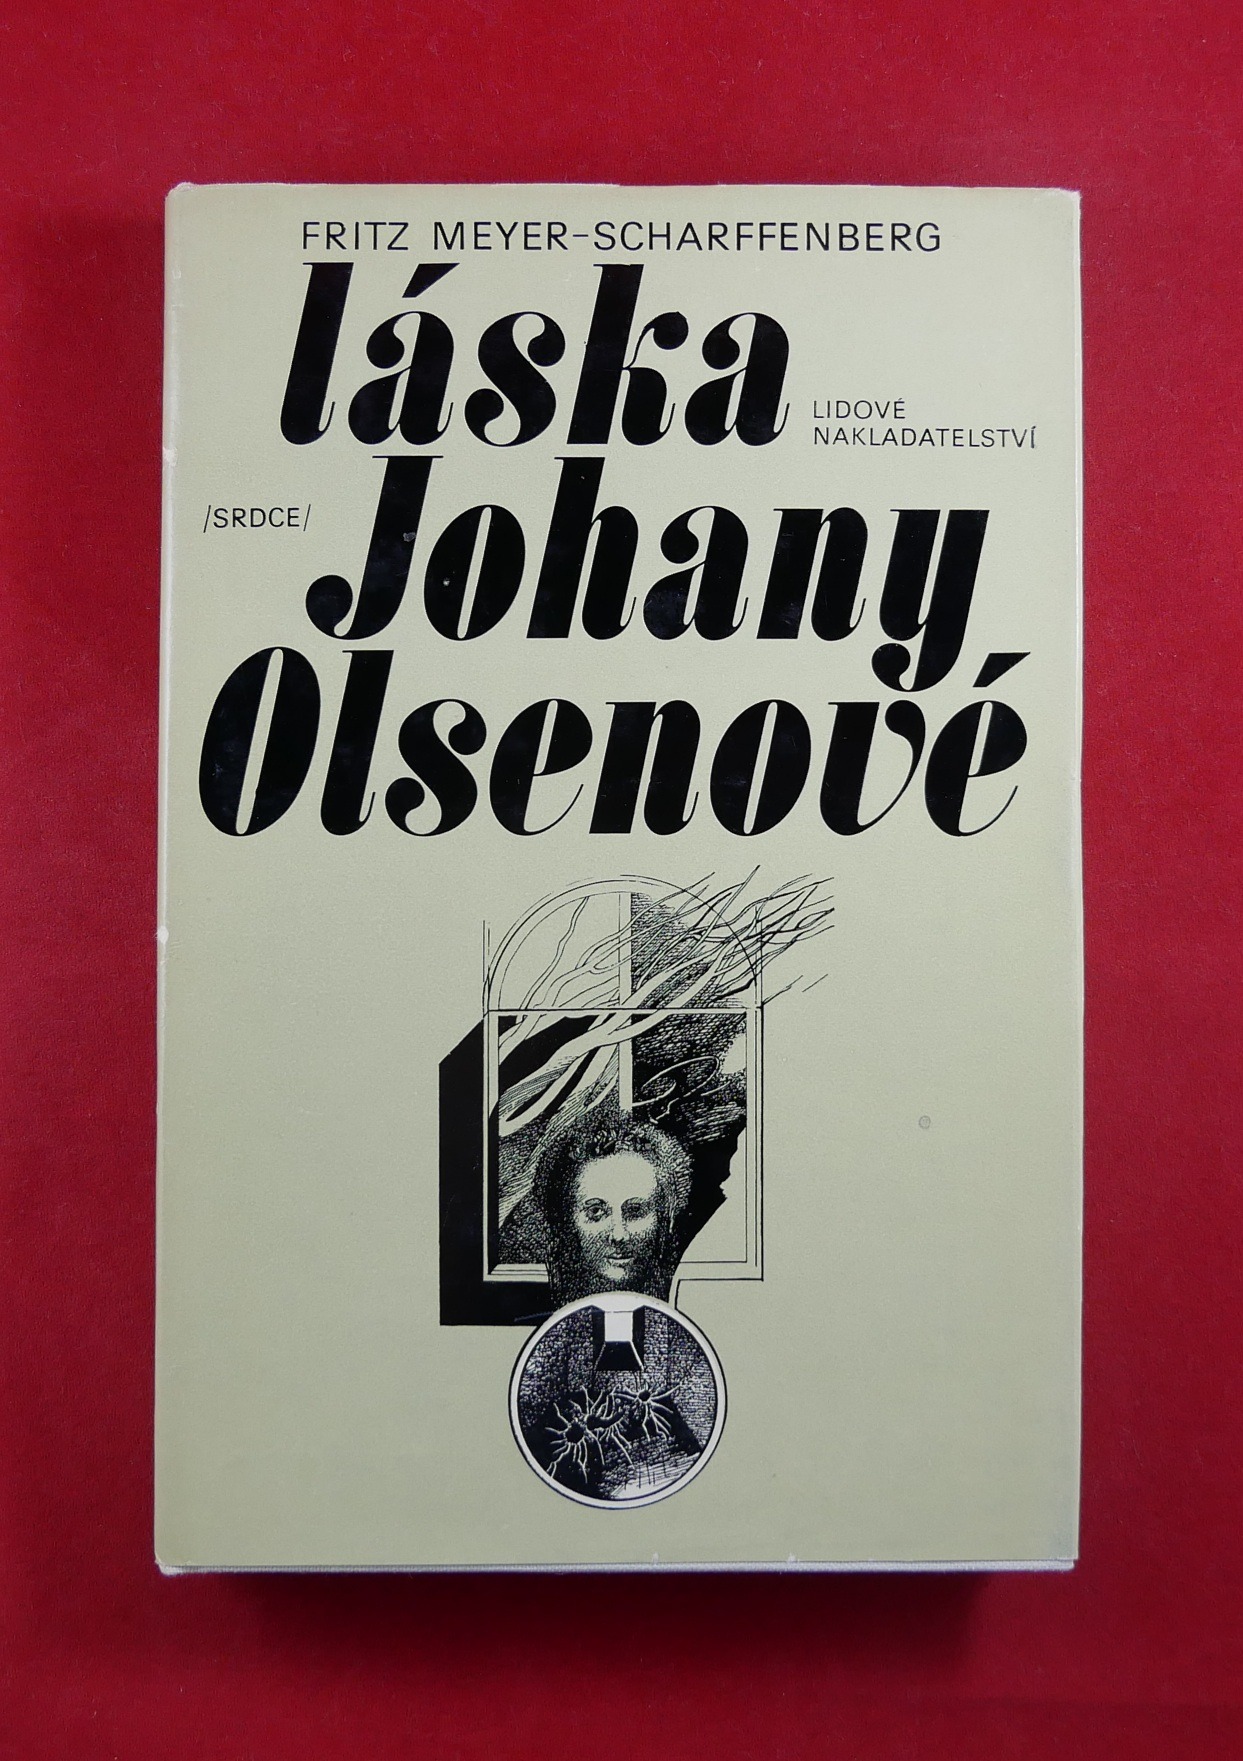 FRITZ MEYER-SCHARFFENBERG
láska
LIDOVÉ
NAKLADATELSTVÍ
/SRDCE/
Johany
Olsenové